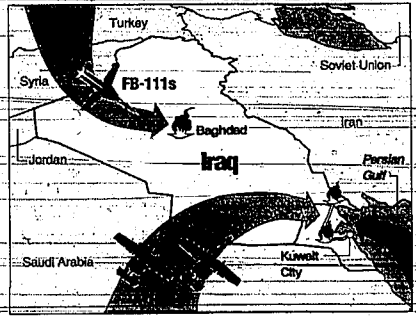 Turkey
Soviet Union
Syria
FB-111s
Baghdad
Iran
Jordan
Iraq
Persian
Gulf
Saudi Arabia
Kuwait
City